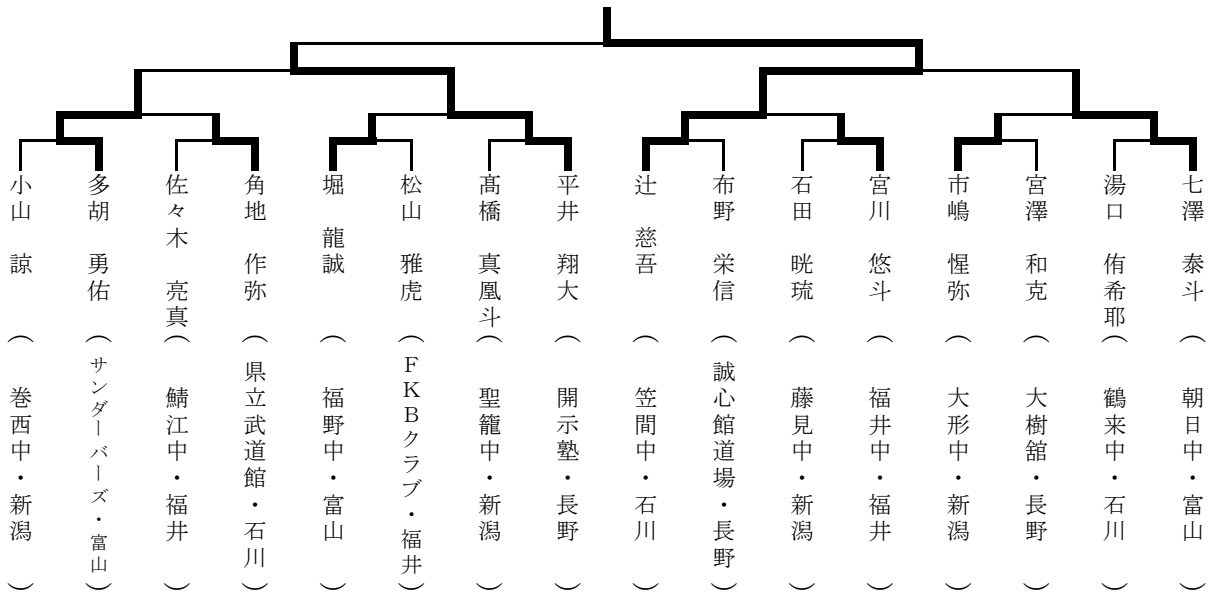 小山 諒 （ 巻西中・新潟 ）
多胡 勇佑 （ サンダーバーズ・富山 ）
佐々木 亮真 （ 鯖江中・福井 ）
角地 作弥 （ 県立武道館・石川 ）
堀 龍誠 （ 福野中・富山 ）
松山 雅虎 （ ＦＫＢクラブ・福井 ）
髙橋 真凰斗 （ 聖籠中・新潟 ）
平井 翔大 （ 開示塾・長野 ）
辻 慈吾 （ 笠間中・石川 ）
布野 栄信 （ 誠心館道場・長野 ）
石田 晄琉 （ 藤見中・新潟 ）
宮川 悠斗 （ 福井中・福井 ）
市嶋 惺弥 （ 大形中・新潟 ）
宮澤 和克 （ 大樹舘・長野 ）
湯口 侑希耶 （ 鶴来中・石川 ）
七澤 泰斗 （ 朝日中・富山 ）